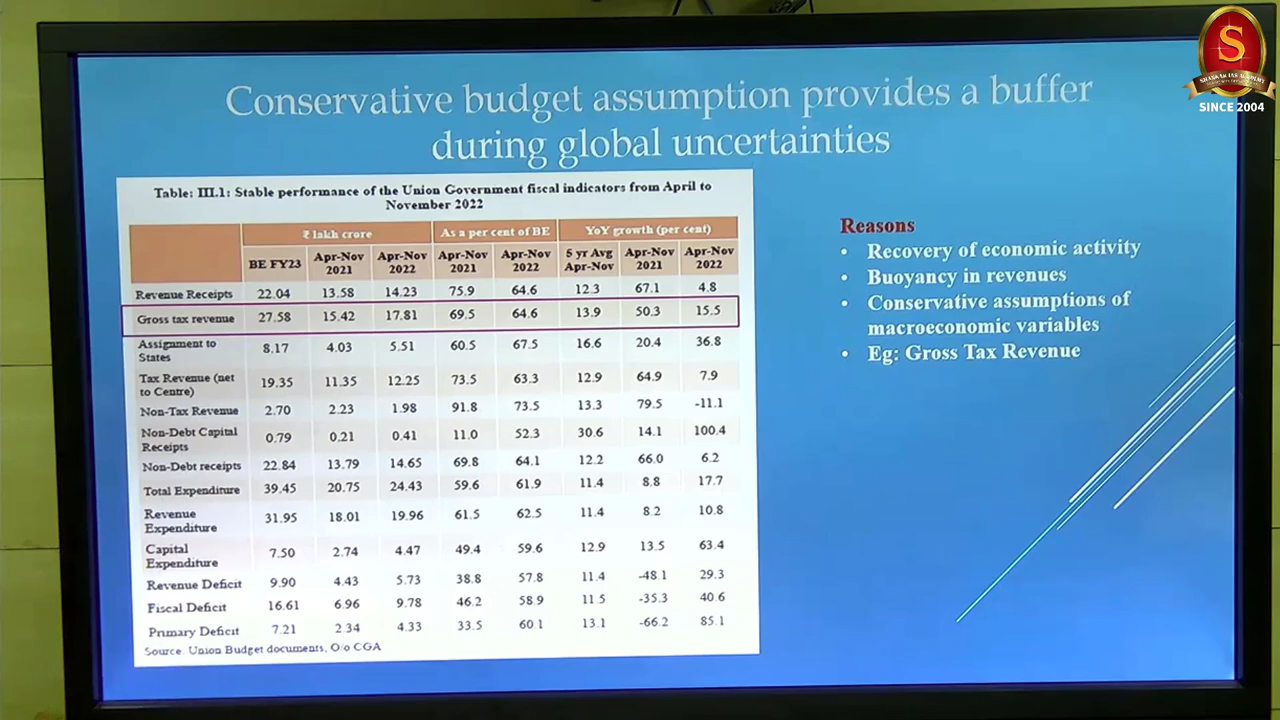 SHANKAR IAS ACADEMY
SINCE 2004
Conservative budget assumption provides a buffer
during global uncertainties
Table: III.1: Stable performance of the Union Government fiscal indicators from April to
November 2022
₹ lakh crore As a per cent of BE YoY growth (per cent)
BE FY23 Apr-Nov 2021 Apr-Nov 2022 Apr-Nov 2021 Apr-Nov 2022 5 yr Avg Apr-Nov Apr-Nov 2021 Apr-Nov 2022
Revenue Receipts 22.04 13.58 14.23 75.9 64.6 12.3 67.1 4.8
Gross tax revenue 27.58 15.42 17.81 69.5 64.6 13.9 50.3 15.5
Assignment to States 8.17 4.03 5.51 60.5 67.5 16.6 20.4 36.8
Tax Revenue (net to Centre) 19.35 11.35 12.25 73.5 63.3 12.9 64.9 7.9
Non-Tax Revenue 2.70 2.23 1.98 91.8 73.5 13.3 79.5 -11.1
Non-Debt Capital Receipts 0.79 0.21 0.41 11.0 52.3 30.6 14.1 100.4
Non-Debt receipts 22.84 13.79 14.65 69.8 64.1 12.2 66.0 6.2
Total Expenditure 39.45 20.75 24.43 59.6 61.9 11.4 8.8 17.7
Revenue Expenditure 31.95 18.01 19.96 61.5 62.5 11.4 8.2 10.8
Capital Expenditure 7.50 2.74 4.47 49.4 59.6 12.9 13.5 63.4
Revenue Deficit 9.90 4.43 5.73 38.8 57.8 11.4 -48.1 29.3
Fiscal Deficit 16.61 6.96 9.78 46.2 58.9 11.5 -35.3 40.6
Primary Deficit 7.21 2.34 4.33 33.5 60.1 13.1 -66.2 85.1
Source: Union Budget documents, O/o CGA
Reasons
• Recovery of economic activity
• Buoyancy in revenues
• Conservative assumptions of
macroeconomic variables
• Eg: Gross Tax Revenue